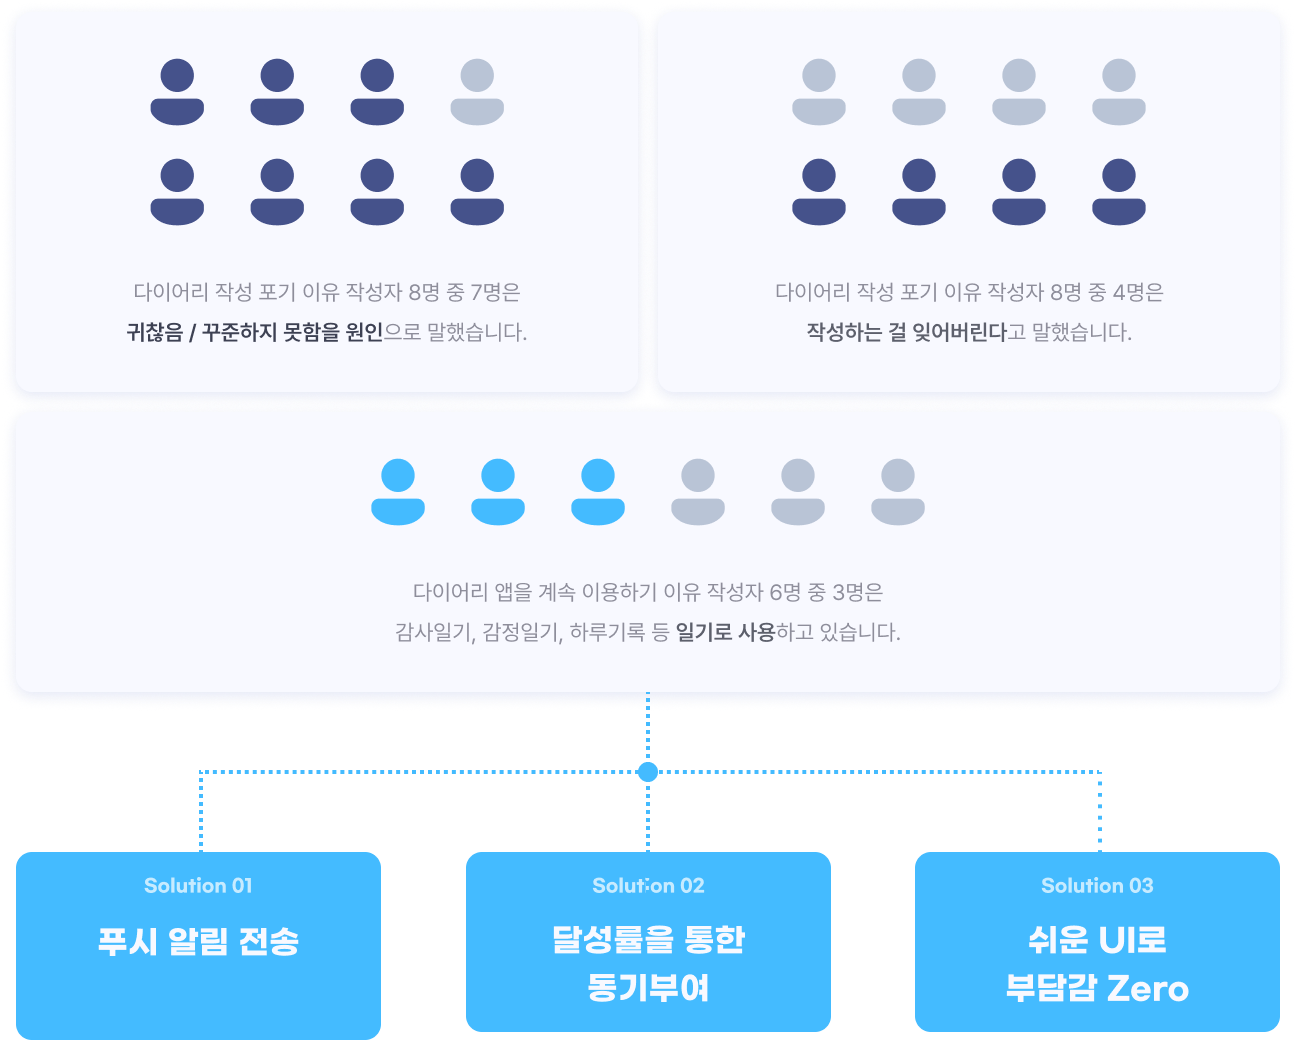 다이어리 작성 포기 이유 작성자 8명 중 7명은
귀찮음 / 꾸준하지 못함을 원인으로 말했습니다.
다이어리 작성 포기 이유 작성자 8명 중 4명은
작성하는 걸 잊어버린다고 말했습니다.
다이어리 앱을 계속 이용하기 이유 작성자 6명 중 3명은
감사일기, 감정일기, 하루기록 등 일기로 사용하고 있습니다.
Solution 01
푸시 알림 전송
Solution 02
달성률을 통한
동기부여
Solution 03
쉬운 UI로
부담감 Zero